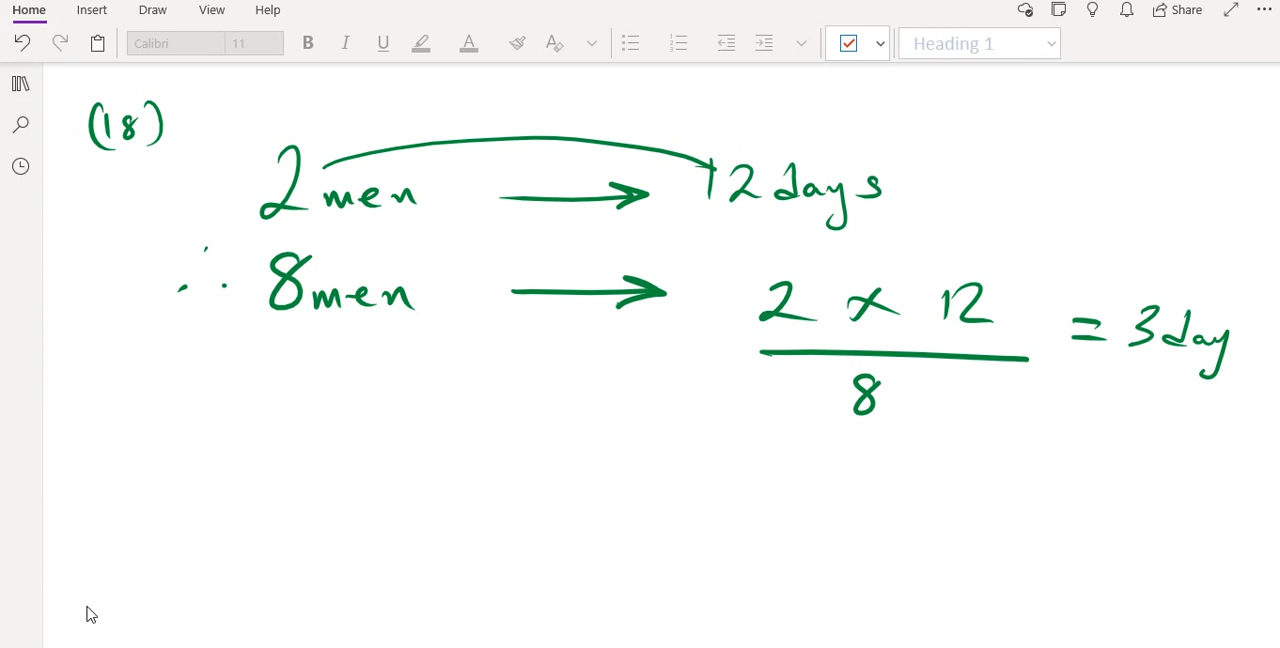 Home Insert Draw View Help Share
Calibri 11 B I U A A Heading 1
(18)
2 men → 12 days
∴ 8 men → 2 × 12 / 8 = 3 day